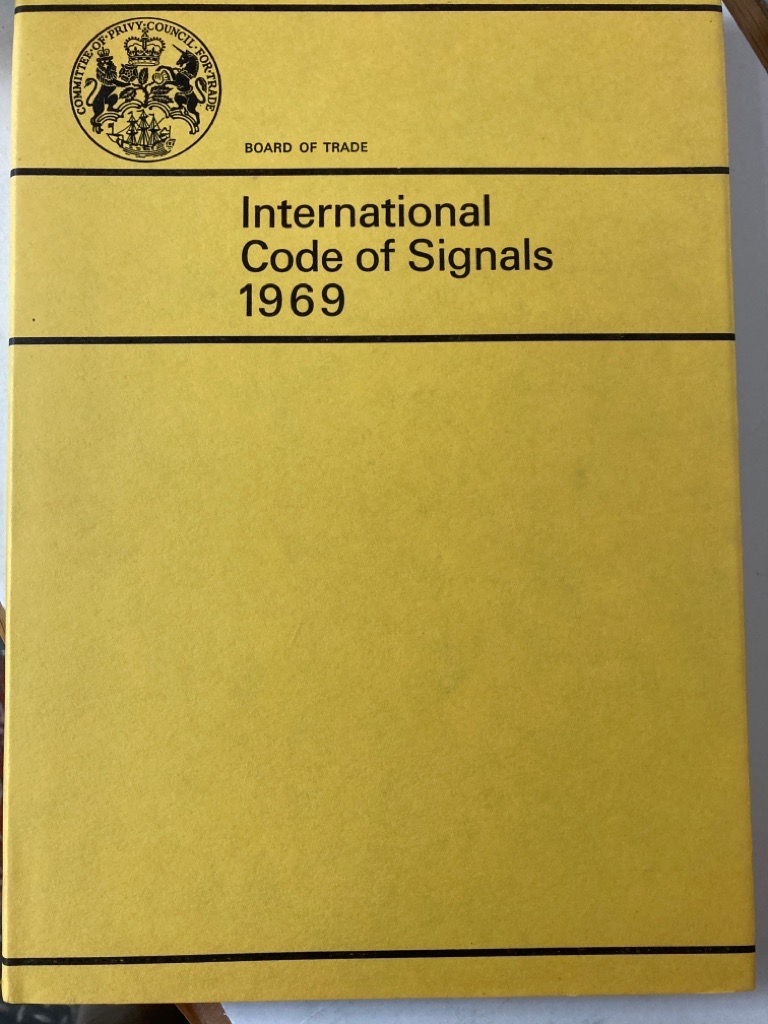 COMMITTEE·OF·PRIVY·COUNCIL·FOR·TRADE
BOARD OF TRADE
International
Code of Signals
1969